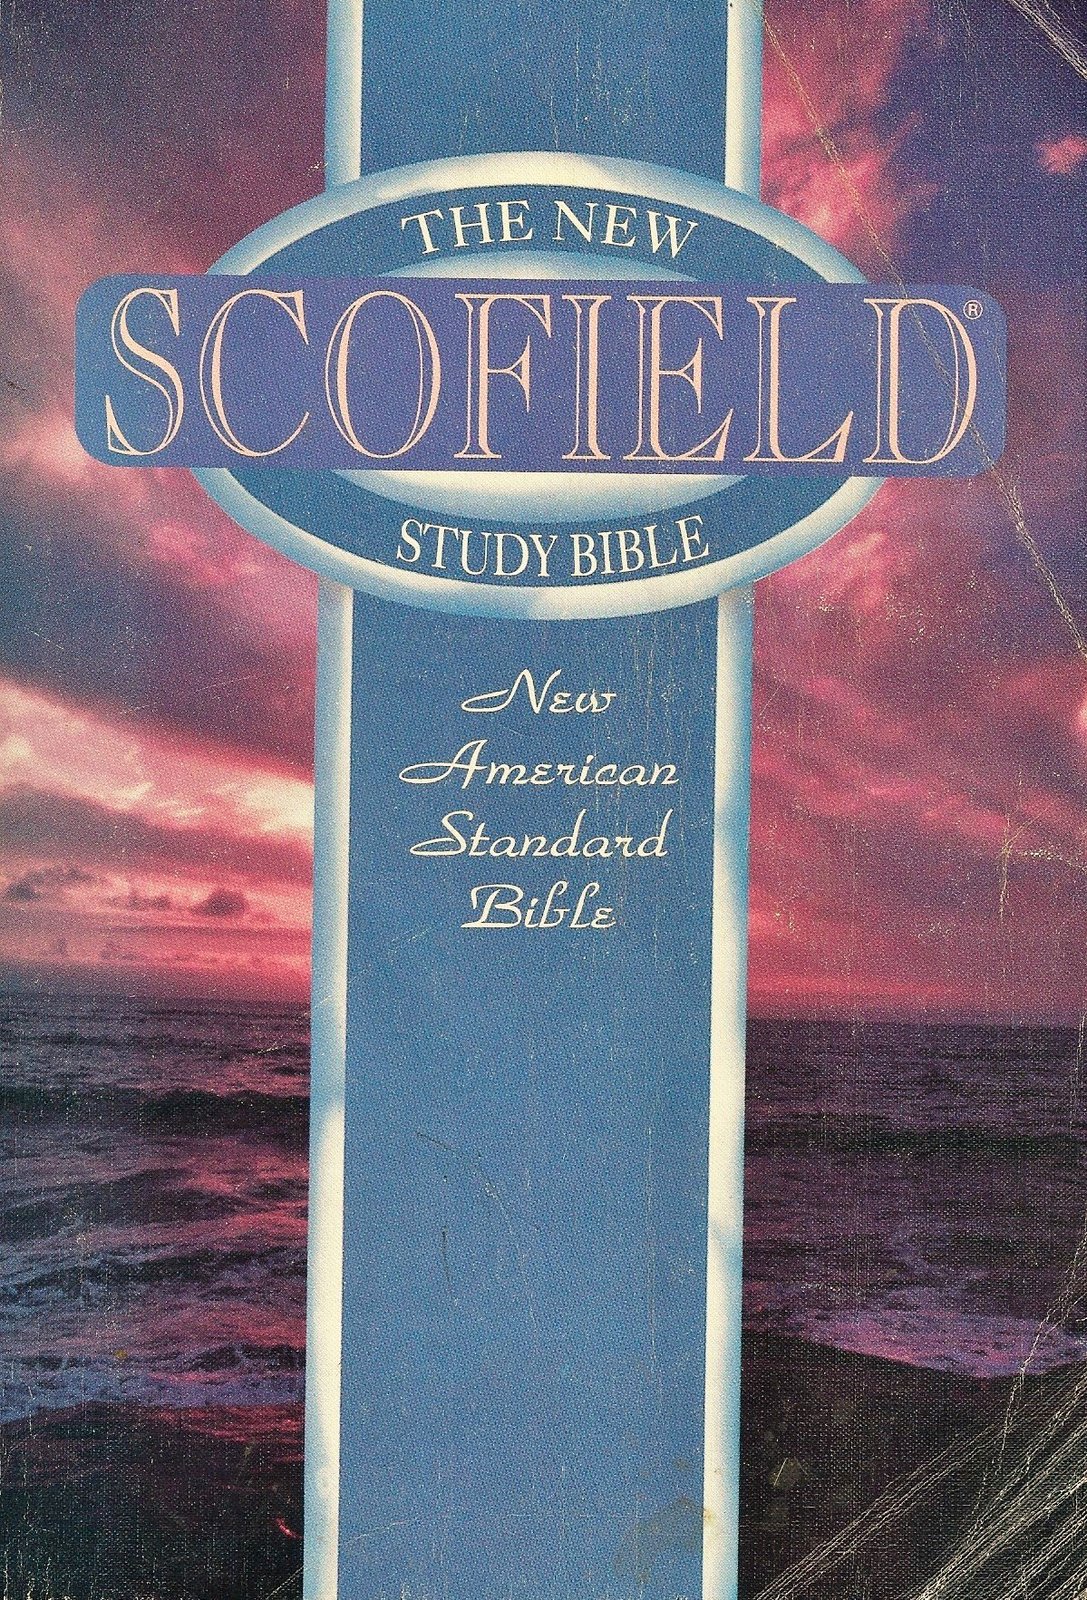 THE NEW
SCOFIELD®
STUDY BIBLE
New
American
Standard
Bible